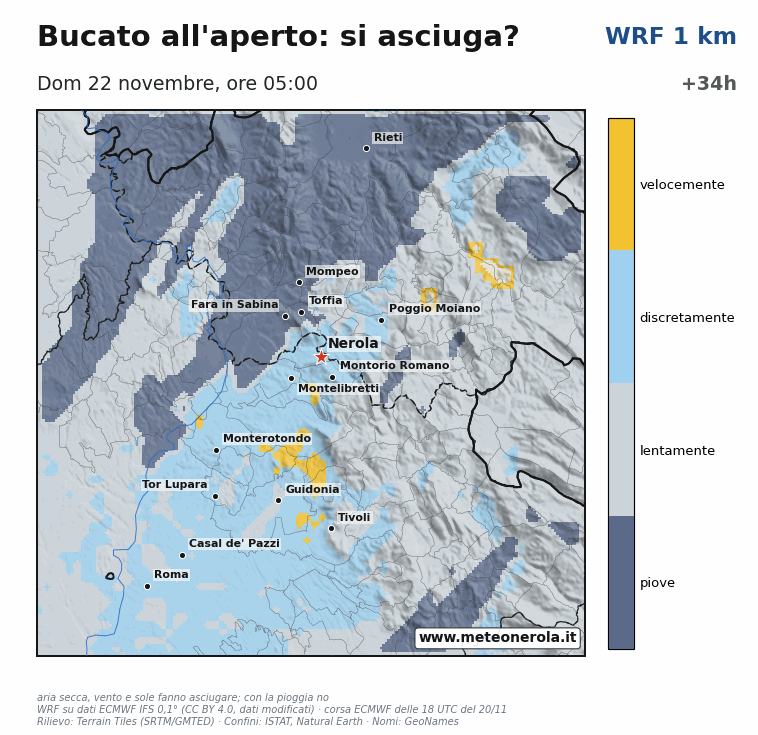 Bucato all'aperto: si asciuga?
WRF 1 km
Dom 22 novembre, ore 05:00
+34h
Rieti
velocemente
Mompeo
Toffia
Fara in Sabina
Poggio Moiano
discretamente
Nerola
Montorio Romano
Montelibretti
Monterotondo
lentamente
Tor Lupara
Guidonia
Tivoli
Casal de' Pazzi
Roma
piove
www.meteonerola.it
aria secca, vento e sole fanno asciugare; con la pioggia no
WRF su dati ECMWF IFS 0,1° (CC BY 4.0, dati modificati) · corsa ECMWF delle 18 UTC del 20/11
Rilievo: Terrain Tiles (SRTM/GMTED) · Confini: ISTAT, Natural Earth · Nomi: GeoNames